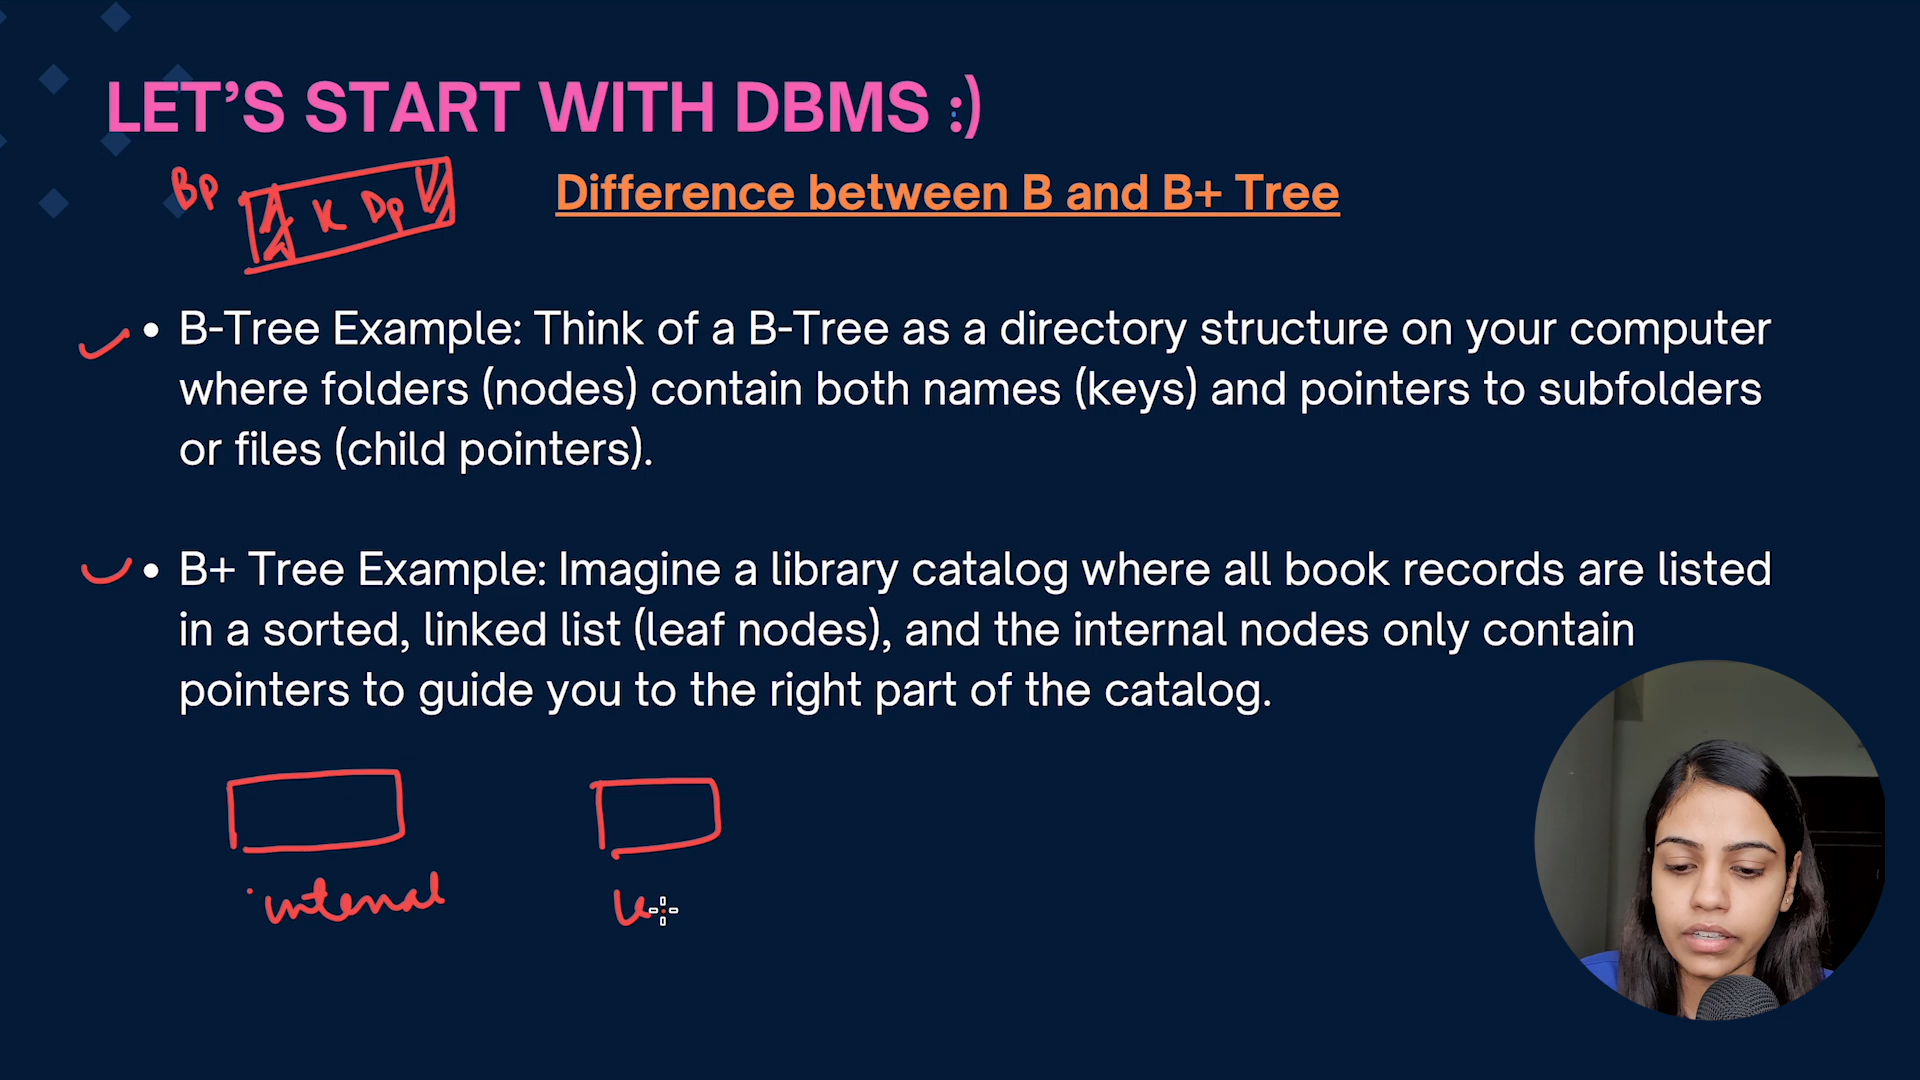 LET’S START WITH DBMS :)
Bp
K Dp
Difference between B and B+ Tree
• B-Tree Example: Think of a B-Tree as a directory structure on your computer
where folders (nodes) contain both names (keys) and pointers to subfolders
or files (child pointers).
• B+ Tree Example: Imagine a library catalog where all book records are listed
in a sorted, linked list (leaf nodes), and the internal nodes only contain
pointers to guide you to the right part of the catalog.
internal